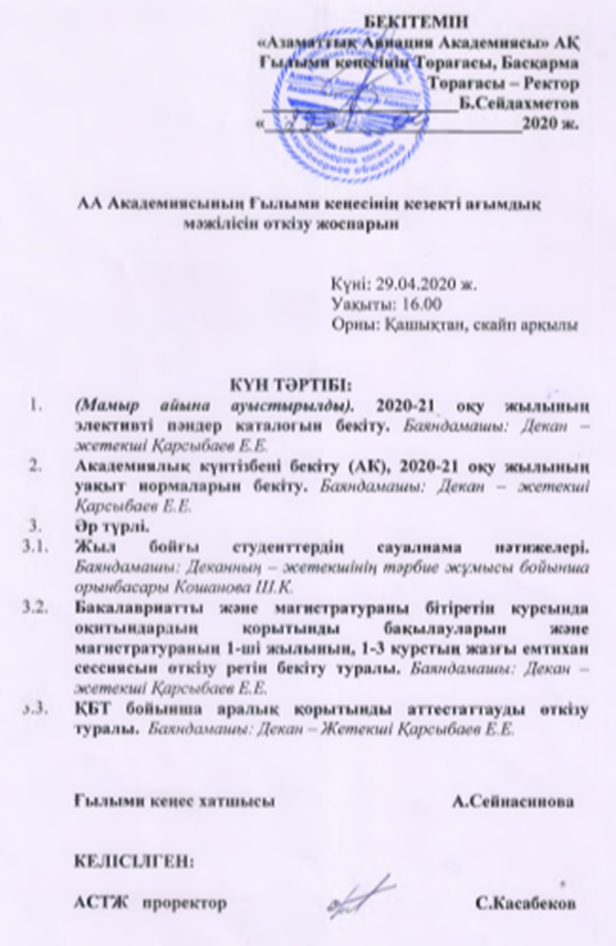 БЕКІТЕМІН
«Азаматтық Авиация Академиясы» АҚ
Ғылыми кеңесінің Төрағасы, Басқарма
Төрағасы – Ректор
Б.Сейдахметов
«____»____________2020 ж.
АА Академиясының Ғылыми кеңесінің кезекті ағымдық
мәжілісін өткізу жоспарын
Күні: 29.04.2020 ж.
Уақыты: 16.00
Орны: Қашықтан, скайп арқылы
КҮН ТӘРТІБІ:
1. (Мамыр айына ауыстырылды). 2020-21 оқу жылының
элективті пәндер каталогын бекіту. Баяндамашы: Декан –
жетекші Қарсыбаев Е.Е.
2. Академиялық күнтізбені бекіту (АК), 2020-21 оқу жылының
уақыт нормаларын бекіту. Баяндамашы: Декан – жетекші
Қарсыбаев Е.Е.
3. Әр түрлі.
3.1. Жыл бойғы студенттердің сауалнама нәтижелері.
Баяндамашы: Деканның – жетекшінің тәрбие жұмысы бойынша
орынбасары Кошанова Ш.К.
3.2. Бакалавриатты және магистратураны бітіретін курсында
оқитындардың қорытынды бақылауларын және
магистратураның 1-ші жылының, 1-3 курстың жазғы емтихан
сессиясын өткізу ретін бекіту туралы. Баяндамашы: Декан –
жетекші Қарсыбаев Е.Е.
3.3. ҚБТ бойынша аралық қорытынды аттестаттауды өткізу
туралы. Баяндамашы: Декан – Жетекші Қарсыбаев Е.Е.
Ғылыми кеңес хатшысы А.Сейнасинова
КЕЛІСІЛГЕН:
АСТЖ проректор С.Касабеков